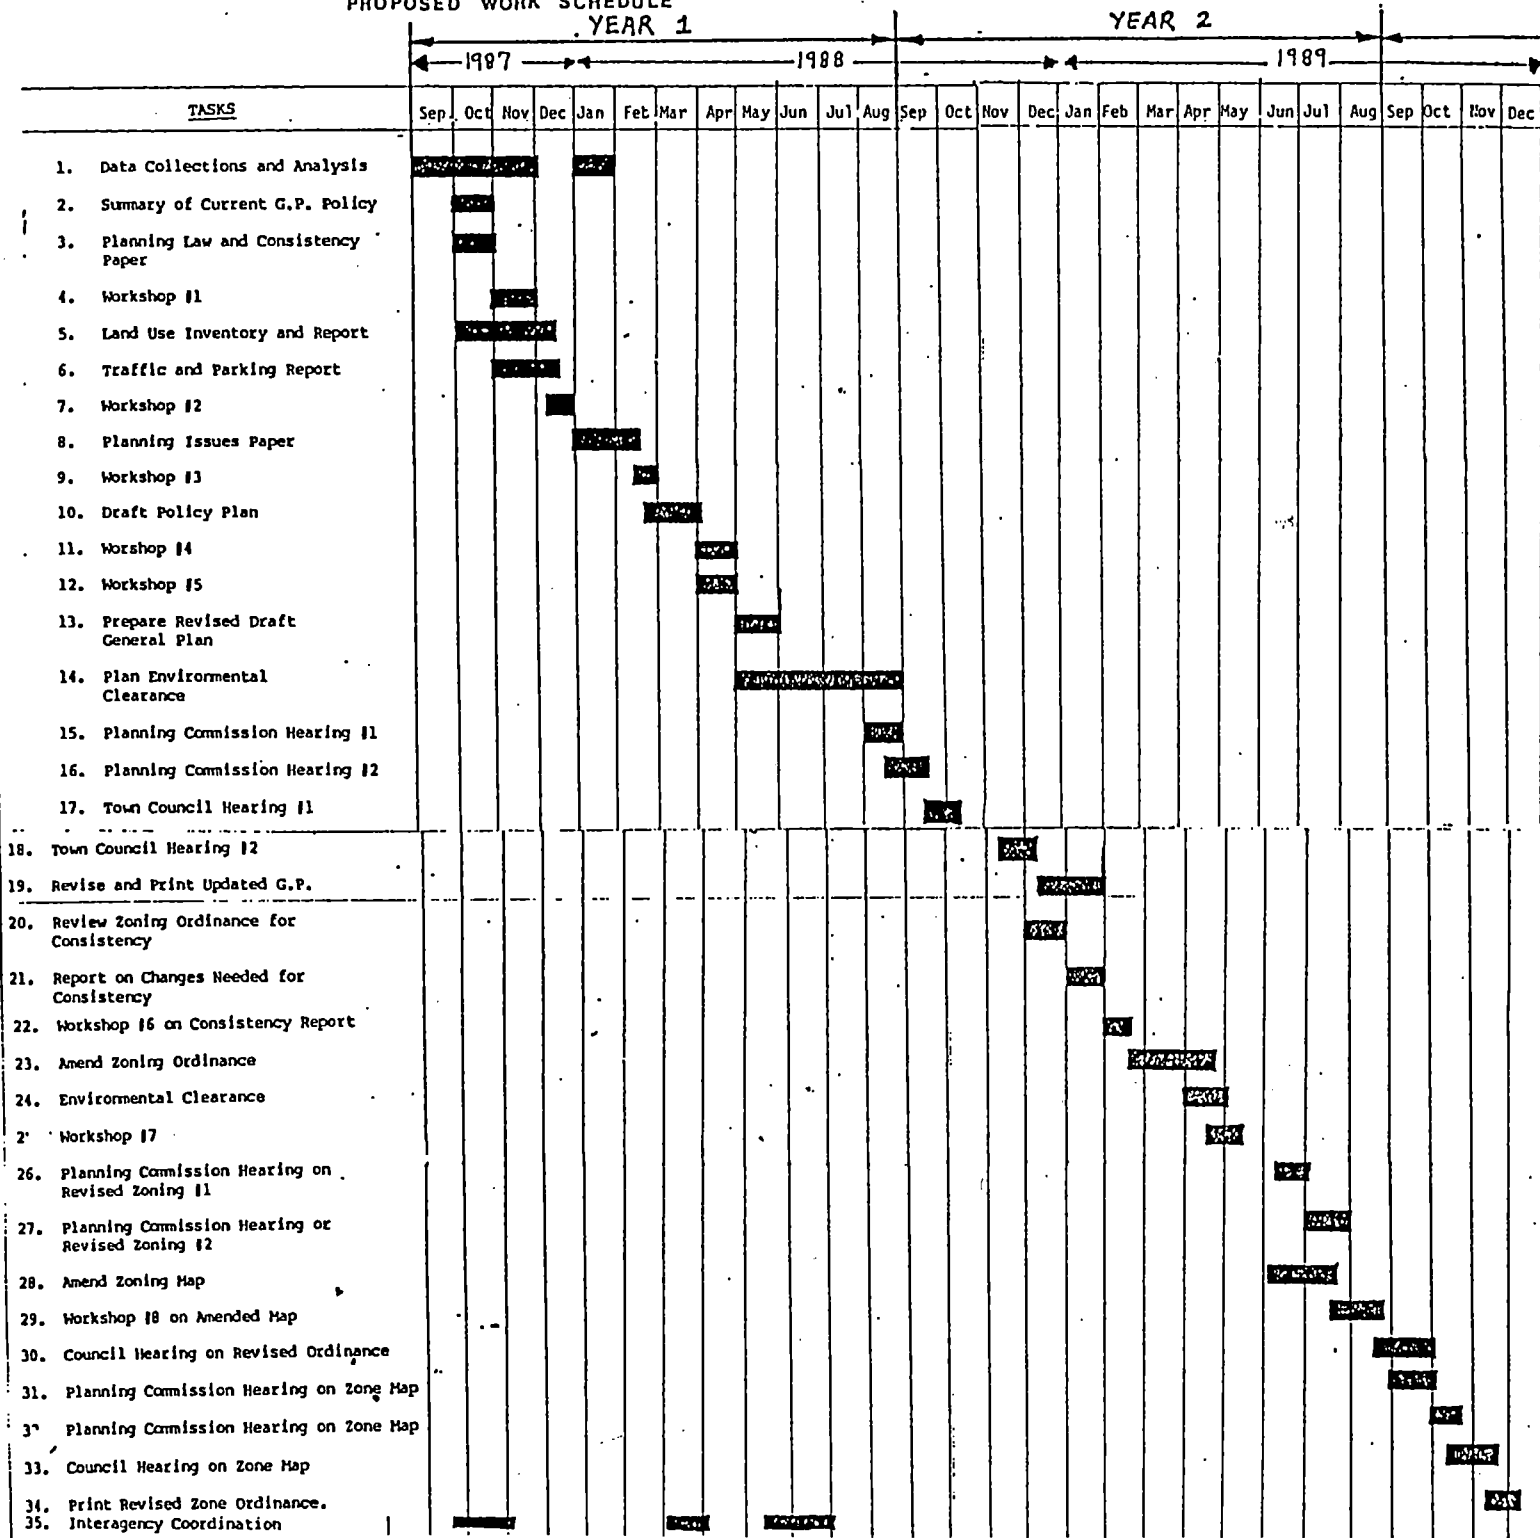 PROPOSED WORK SCHEDULE
YEAR 1 YEAR 2
1987 1988 1989
TASKS Sep Oct Nov Dec Jan Feb Mar Apr May Jun Jul Aug Sep Oct Nov Dec Jan Feb Mar Apr May Jun Jul Aug Sep Oct Nov Dec
1. Data Collections and Analysis
2. Summary of Current G.P. Policy
3. Planning Law and Consistency
Paper
4. Workshop #1
5. Land Use Inventory and Report
6. Traffic and Parking Report
7. Workshop #2
8. Planning Issues Paper
9. Workshop #3
10. Draft Policy Plan
11. Worshop #4
12. Workshop #5
13. Prepare Revised Draft
General Plan
14. Plan Environmental
Clearance
15. Planning Commission Hearing #1
16. Planning Commission Hearing #2
17. Town Council Hearing #1
18. Town Council Hearing #2
19. Revise and Print Updated G.P.
20. Review Zoning Ordinance for
Consistency
21. Report on Changes Needed for
Consistency
22. Workshop #6 on Consistency Report
23. Amend Zoning Ordinance
24. Environmental Clearance
2 Workshop #7
26. Planning Commission Hearing on
Revised Zoning #1
27. Planning Commission Hearing or
Revised Zoning #2
28. Amend Zoning Map
29. Workshop #8 on Amended Map
30. Council Hearing on Revised Ordinance
31. Planning Commission Hearing on Zone Map
3 Planning Commission Hearing on Zone Map
33. Council Hearing on Zone Map
34. Print Revised Zone Ordinance.
35. Interagency Coordination